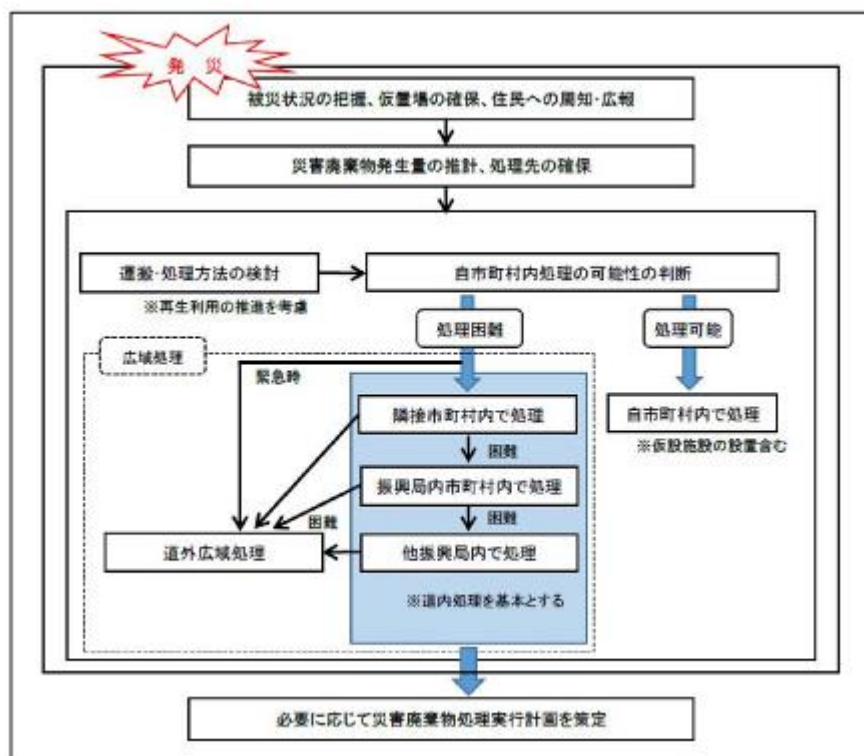 発 災
被災状況の把握、仮置場の確保、住民への周知・広報
災害廃棄物発生量の推計、処理先の確保
運搬・処理方法の検討
自市町村内処理の可能性の判断
※再生利用の推進を考慮
処理困難
処理可能
広域処理
緊急時
隣接市町村内で処理
自市町村内で処理
※仮設施設の設置含む
困難
振興局内市町村内で処理
困難
困難
道外広域処理
他振興局内で処理
※道内処理を基本とする
必要に応じて災害廃棄物処理実行計画を策定